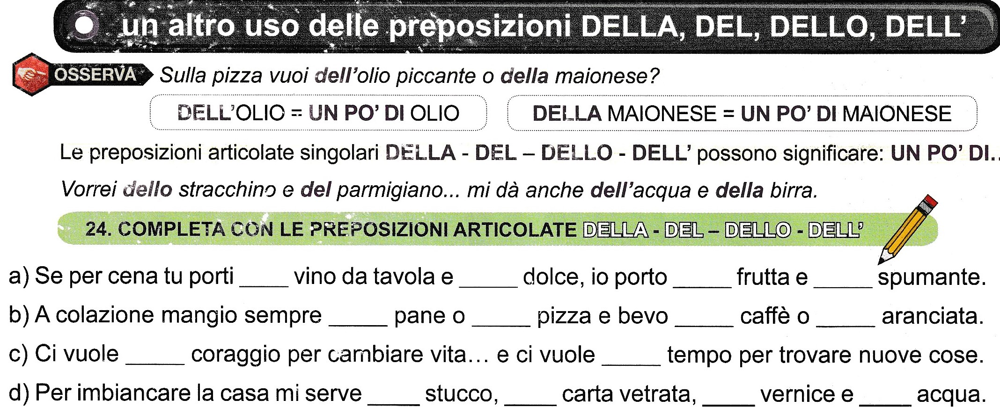 un altro uso delle preposizioni DELLA, DEL, DELLO, DELL’
OSSERVA Sulla pizza vuoi dell’olio piccante o della maionese?
DELL’OLIO = UN PO’ DI OLIO DELLA MAIONESE = UN PO’ DI MAIONESE
Le preposizioni articolate singolari DELLA - DEL – DELLO - DELL’ possono significare: UN PO’ DI..
Vorrei dello stracchino e del parmigiano... mi dà anche dell’acqua e della birra.
24. COMPLETA CON LE PREPOSIZIONI ARTICOLATE DELLA - DEL – DELLO - DELL’
a) Se per cena tu porti ____ vino da tavola e _____ dolce, io porto _____ frutta e _____ spumante.
b) A colazione mangio sempre _____ pane o _____ pizza e bevo _____ caffè o _____ aranciata.
c) Ci vuole _____ coraggio per cambiare vita... e ci vuole _____ tempo per trovare nuove cose.
d) Per imbiancare la casa mi serve ____ stucco, ____ carta vetrata, ____ vernice e ____ acqua.